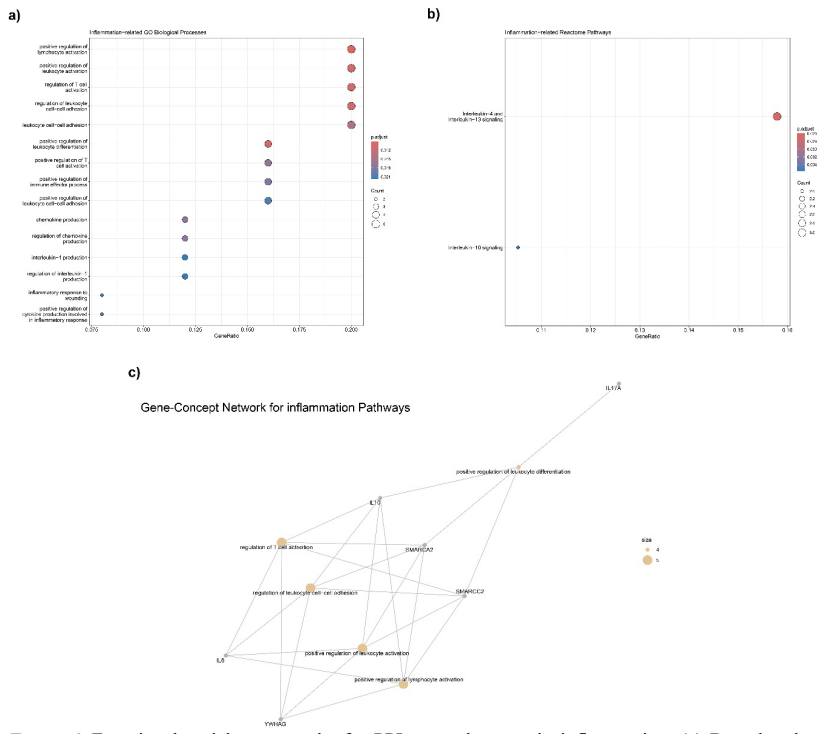 a)
Inflammation-related GO Biological Processes
positive regulation of
lymphocyte activation
positive regulation of
leukocyte activation
regulation of T cell
activation
regulation of leukocyte
cell-cell adhesion
leukocyte cell-cell adhesion
positive regulation of
leukocyte differentiation
positive regulation of T
cell activation
positive regulation of
immune effector process
positive regulation of
leukocyte cell-cell adhesion
chemokine production
regulation of chemokine
production
interleukin-1 production
regulation of interleukin-1
production
inflammatory response to
wounding
positive regulation of
cytokine production involved
in inflammatory response
0.075
0.100
0.125
0.150
0.175
0.200
GeneRatio
p.adjust
Count
b)
Inflammation-related Reactome Pathways
Interleukin-4 and
Interleukin-13 signaling
Interleukin-10 signaling
0.11
0.12
0.13
0.14
0.15
0.16
GeneRatio
p.adjust
Count
c)
Gene-Concept Network for inflammation Pathways
IL17A
positive regulation of leukocyte differentiation
IL10
regulation of T cell activation
SMARCA2
regulation of leukocyte cell-cell adhesion
SMARCC2
positive regulation of leukocyte activation
positive regulation of lymphocyte activation
YWHAG
size
4
5